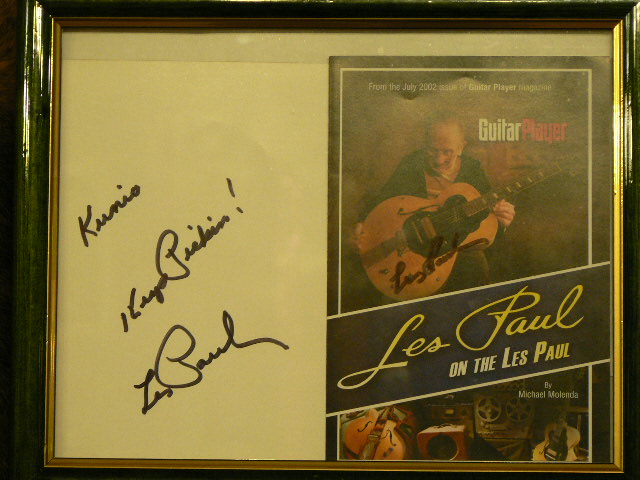 Kunio
Keep Pickin!
Les Paul
From the July 2002 issue of Guitar Player magazine
Guitar Player
Les Paul
Les Paul
ON THE LES PAUL
By
Michael Molenda